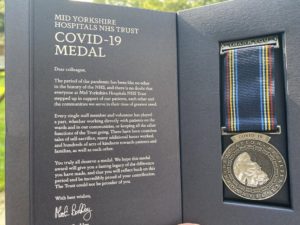 MID YORKSHIRE
HOSPITALS NHS TRUST
COVID-19
MEDAL
Dear colleague,
The period of the pandemic has been like no other
in the history of the NHS, and there is no doubt that
everyone at Mid Yorkshire Hospitals NHS Trust
stepped up in support of our patients, each other and
the communities we serve in their time of greatest need.
Every single staff member and volunteer has played
a part, whether working directly with patients on the
wards and in our communities, or keeping all the other
functions of the Trust going. There have been countless
tales of self-sacrifice, many additional hours worked
and hundreds of acts of kindness towards patients and
families, as well as each other.
You truly all deserve a medal. We hope this medal
award will give you a lasting legacy of the difference
you have made, and that you will reflect back on this
period and be incredibly proud of your contribution.
The Trust could not be prouder of you.
With best wishes,
COVID 19